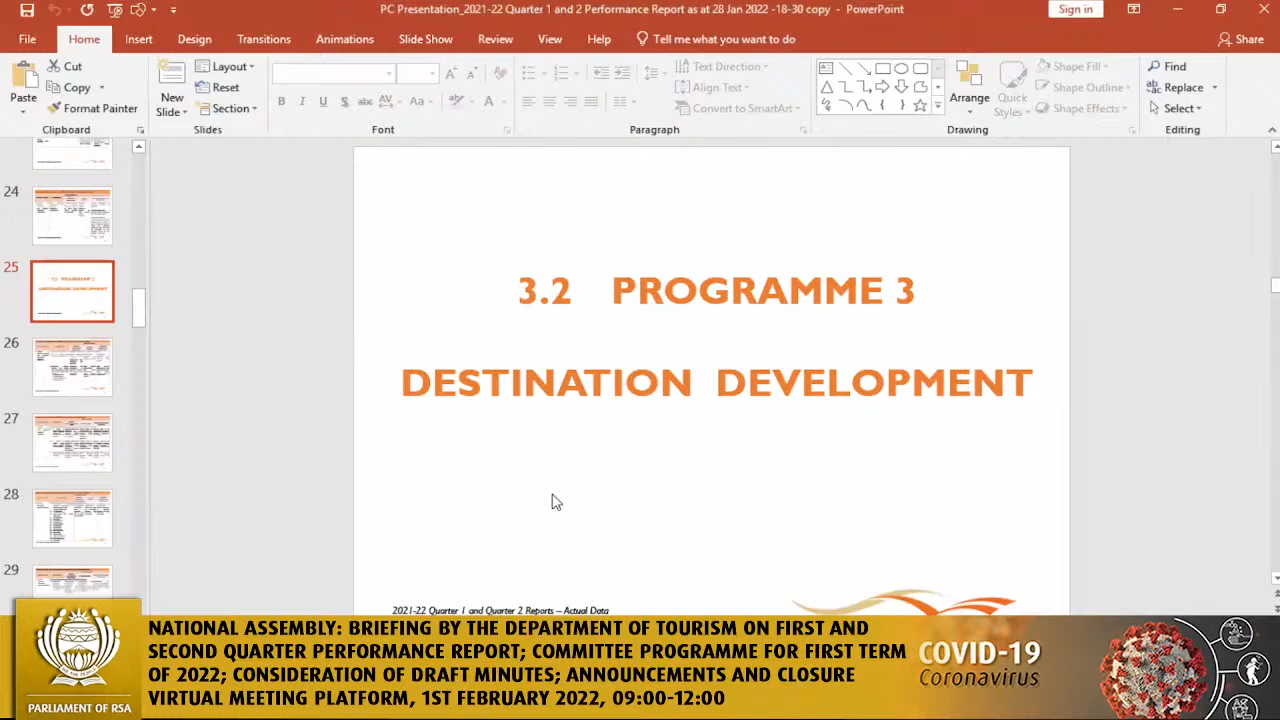 PC Presentation_2021-22 Quarter 1 and 2 Performance Report as at 28 Jan 2022 -18-30 copy - PowerPoint
Sign in
File Home Insert Design Transitions Animations Slide Show Review View Help Tell me what you want to do Share
Paste
Cut
Copy
Format Painter
Clipboard
New
Slide
Layout
Reset
Section
Slides
B I U S abc AV Aa A
Font
Text Direction
Align Text
Convert to SmartArt
Paragraph
Arrange
Quick
Styles
Shape Fill
Shape Outline
Shape Effects
Drawing
Find
Replace
Select
Editing
24
25
26
27
28
29
3.2 PROGRAMME 3
DESTINATION DEVELOPMENT
2021-22 Quarter 1 and Quarter 2 Reports – Actual Data
PARLIAMENT OF RSA
NATIONAL ASSEMBLY: BRIEFING BY THE DEPARTMENT OF TOURISM ON FIRST AND
SECOND QUARTER PERFORMANCE REPORT; COMMITTEE PROGRAMME FOR FIRST TERM
OF 2022; CONSIDERATION OF DRAFT MINUTES; ANNOUNCEMENTS AND CLOSURE
VIRTUAL MEETING PLATFORM, 1ST FEBRUARY 2022, 09:00-12:00
COVID-19
Coronavirus